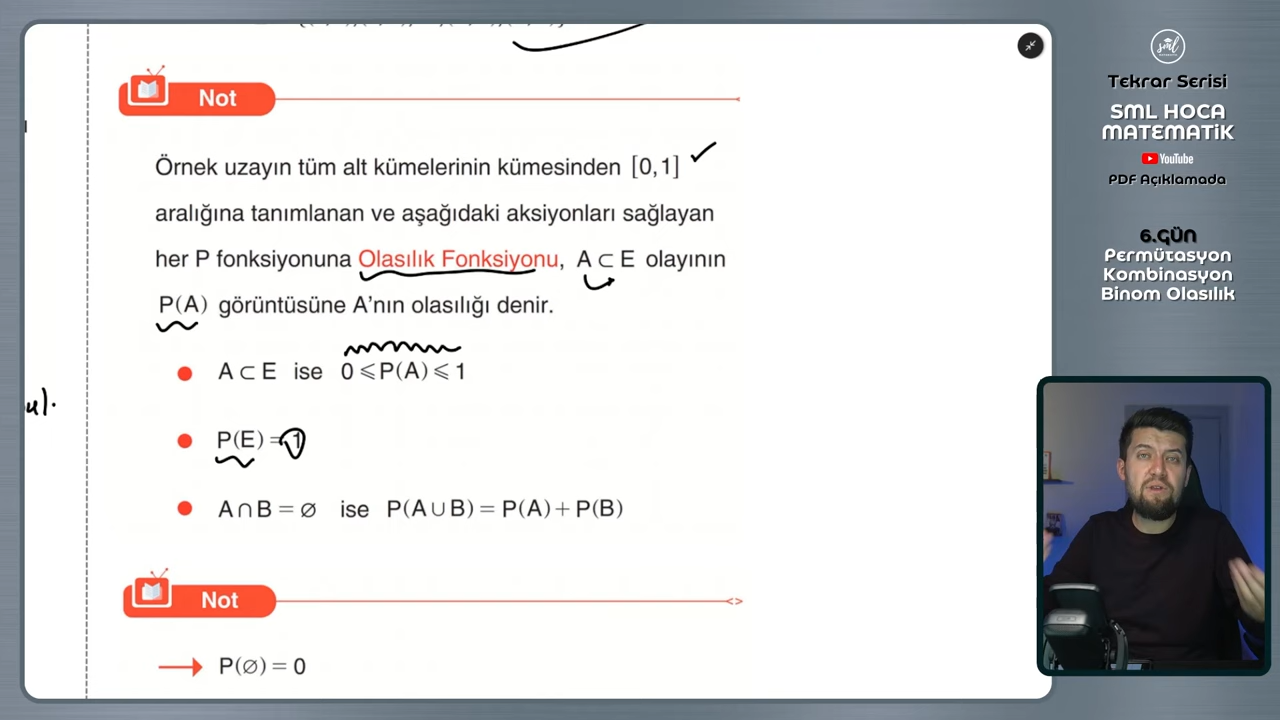 Not
Örnek uzayın tüm alt kümelerinin kümesinden [0,1]
aralığına tanımlanan ve aşağıdaki aksiyonları sağlayan
her P fonksiyonuna Olasılık Fonksiyonu, A ⊂ E olayının
P(A) görüntüsüne A'nın olasılığı denir.
• A ⊂ E ise 0 ⩽ P(A) ⩽ 1
• P(E) = 1
• A ∩ B = ∅ ise P(A ∪ B) = P(A) + P(B)
Not
→ P(∅) = 0
sml
Tekrar Serisi
SML HOCA
MATEMATİK
YouTube
PDF Açıklamada
6.GÜN
Permütasyon
Kombinasyon
Binom Olasılık